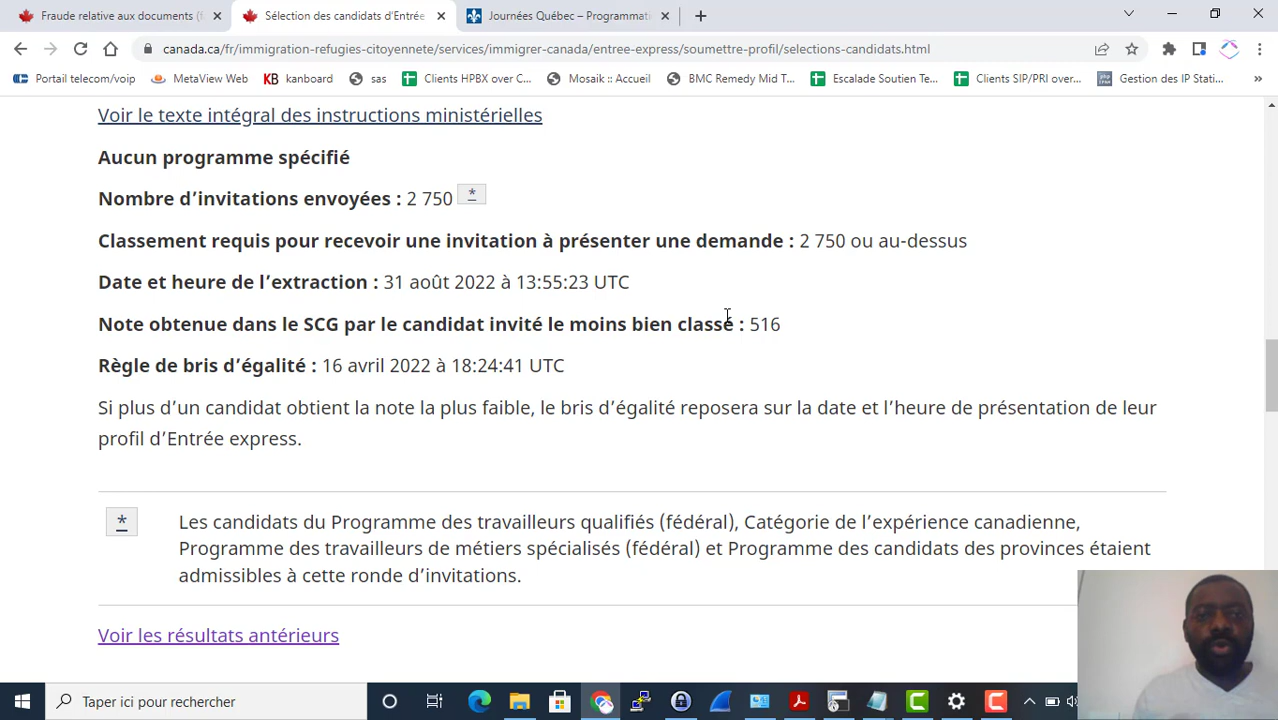 Fraude relative aux documents (f
Sélection des candidats d'Entrée
Journées Québec – Programmati
canada.ca/fr/immigration-refugies-citoyennete/services/immigrer-canada/entree-express/soumettre-profil/selections-candidats.html
Portail telecom/voip
MetaView Web
KB kanboard
sas
Clients HPBX over C...
Mosaik :: Accueil
BMC Remedy Mid T...
Escalade Soutien Te...
Clients SIP/PRI over...
Gestion des IP Stati...
»
Voir le texte intégral des instructions ministérielles
Aucun programme spécifié
Nombre d'invitations envoyées : 2 750 *
Classement requis pour recevoir une invitation à présenter une demande : 2 750 ou au-dessus
Date et heure de l'extraction : 31 août 2022 à 13:55:23 UTC
Note obtenue dans le SCG par le candidat invité le moins bien classé : 516
Règle de bris d'égalité : 16 avril 2022 à 18:24:41 UTC
Si plus d'un candidat obtient la note la plus faible, le bris d'égalité reposera sur la date et l'heure de présentation de leur
profil d'Entrée express.
* Les candidats du Programme des travailleurs qualifiés (fédéral), Catégorie de l'expérience canadienne,
Programme des travailleurs de métiers spécialisés (fédéral) et Programme des candidats des provinces étaient
admissibles à cette ronde d'invitations.
Voir les résultats antérieurs
Taper ici pour rechercher